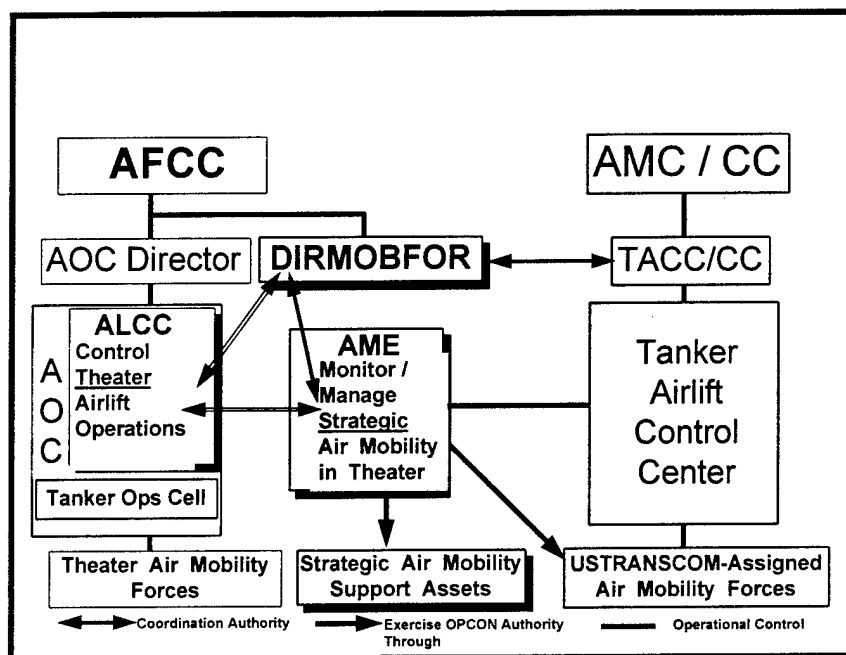 AFCC
AMC / CC
AOC Director
DIRMOBFOR
TACC/CC
A
O
C
ALCC
Control
Theater
Airlift
Operations
Tanker Ops Cell
AME
Monitor /
Manage
Strategic
Air Mobility
in Theater
Tanker
Airlift
Control
Center
Theater Air Mobility
Forces
Strategic Air Mobility
Support Assets
USTRANSCOM-Assigned
Air Mobility Forces
Coordination Authority
Exercise OPCON Authority
Through
Operational Control